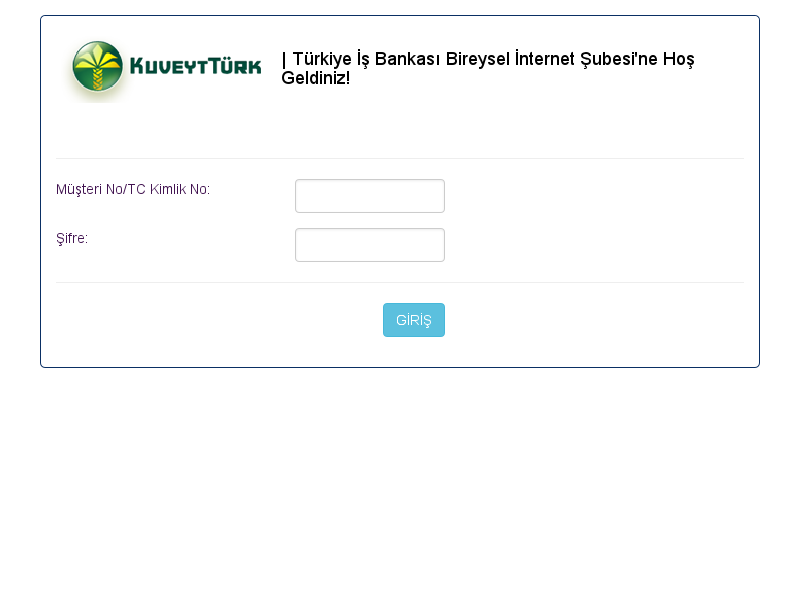 KUVEYTTÜRK
| Türkiye İş Bankası Bireysel İnternet Şubesi'ne Hoş
Geldiniz!
Müşteri No/TC Kimlik No:
Şifre:
GİRİŞ